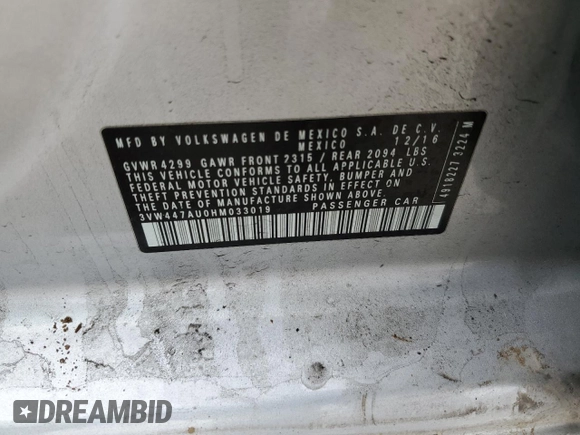 MFD BY VOLKSWAGEN DE MEXICO S.A. DE C.V.
MEXICO 12/16
GVWR 4299 GAWR FRONT 2315 / REAR 2094 LBS
THIS VEHICLE CONFORMS TO ALL APPLICABLE U.S.
FEDERAL MOTOR VEHICLE SAFETY, BUMPER AND
THEFT PREVENTION STANDARDS IN EFFECT ON
THE DATE OF MANUFACTURE SHOWN ABOVE.
3VW447AU0HM033019 PASSENGER CAR
4918227 3224 M
DREAMBID